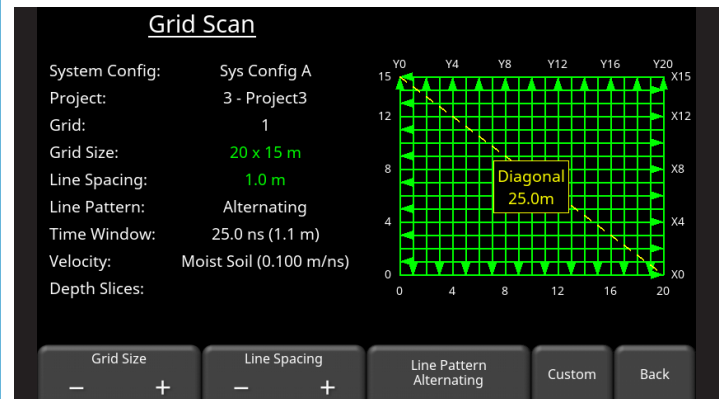 Grid Scan
System Config: Sys Config A
Project: 3 - Project3
Grid: 1
Grid Size: 20 x 15 m
Line Spacing: 1.0 m
Line Pattern: Alternating
Time Window: 25.0 ns (1.1 m)
Velocity: Moist Soil (0.100 m/ns)
Depth Slices:
Y0 Y4 Y8 Y12 Y16 Y20
15 X15
12 X12
8 X8
Diagonal
25.0m
4 X4
0 X0
0 4 8 12 16 20
Grid Size
− +
Line Spacing
− +
Line Pattern
Alternating
Custom
Back